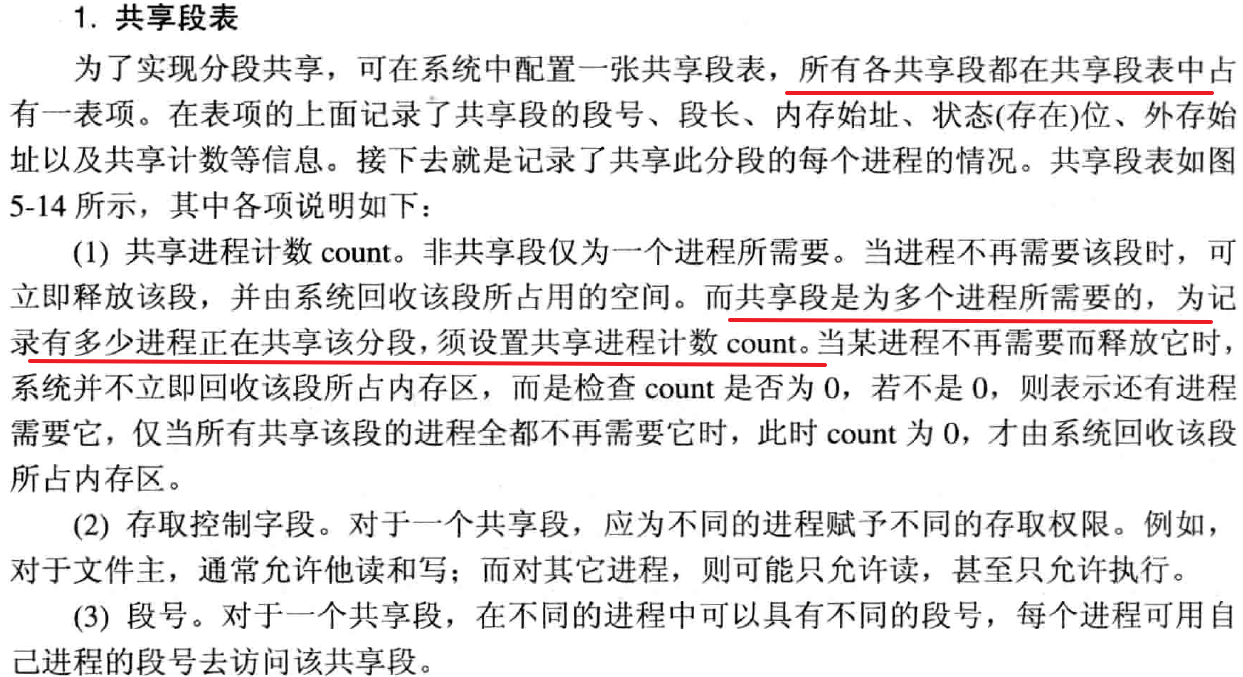 1. 共享段表
为了实现分段共享，可在系统中配置一张共享段表，所有各共享段都在共享段表中占
有一表项。在表项的上面记录了共享段的段号、段长、内存始址、状态(存在)位、外存始
址以及共享计数等信息。接下去就是记录了共享此分段的每个进程的情况。共享段表如图
5-14 所示，其中各项说明如下：
(1) 共享进程计数 count。非共享段仅为一个进程所需要。当进程不再需要该段时，可
立即释放该段，并由系统回收该段所占用的空间。而共享段是为多个进程所需要的，为记
录有多少进程正在共享该分段，须设置共享进程计数 count。当某进程不再需要而释放它时，
系统并不立即回收该段所占内存区，而是检查 count 是否为 0，若不是 0，则表示还有进程
需要它，仅当所有共享该段的进程全都不再需要它时，此时 count 为 0，才由系统回收该段
所占内存区。
(2) 存取控制字段。对于一个共享段，应为不同的进程赋予不同的存取权限。例如，
对于文件主，通常允许他读和写；而对其它进程，则可能只允许读，甚至只允许执行。
(3) 段号。对于一个共享段，在不同的进程中可以具有不同的段号，每个进程可用自
己进程的段号去访问该共享段。